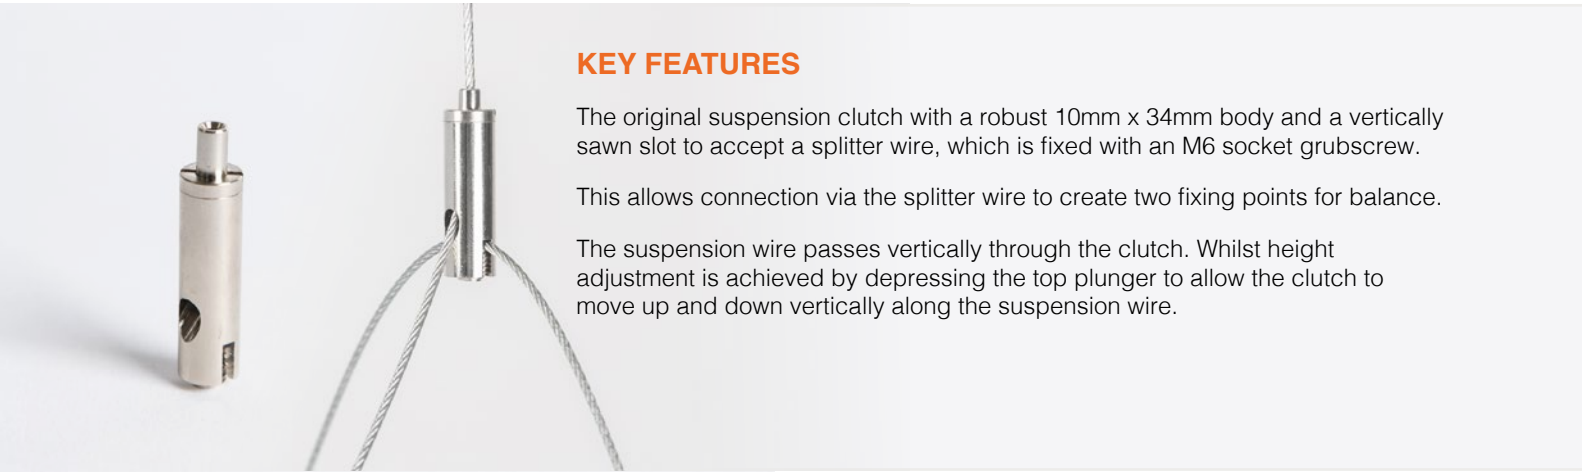 KEY FEATURES
The original suspension clutch with a robust 10mm x 34mm body and a vertically
sawn slot to accept a splitter wire, which is fixed with an M6 socket grubscrew.
This allows connection via the splitter wire to create two fixing points for balance.
The suspension wire passes vertically through the clutch. Whilst height
adjustment is achieved by depressing the top plunger to allow the clutch to
move up and down vertically along the suspension wire.